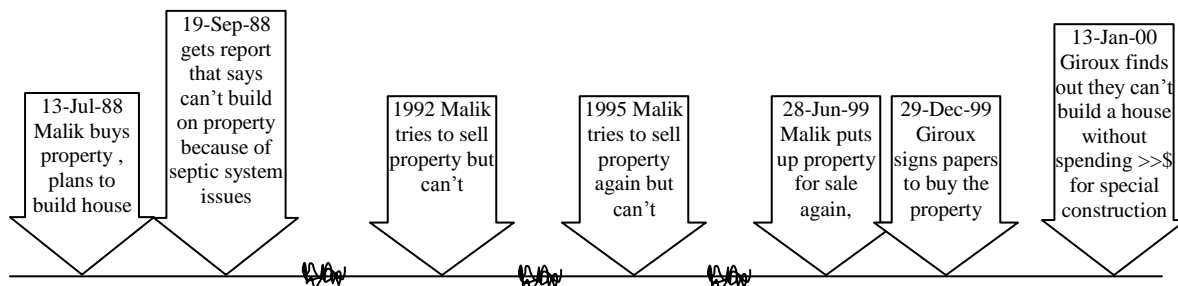 13-Jul-88
Malik buys
property , 
plans to
build house
19-Sep-88
gets report
that says
can't build
on property
because of
septic system
issues
1992 Malik
tries to sell
property but
can't
1995 Malik
tries to sell
property
again but
can't
28-Jun-99
Malik puts
up property
for sale
again,
29-Dec-99
Giroux
signs papers
to buy the
property
13-Jan-00
Giroux finds
out they can't
build a house
without
spending >>$
for special
construction